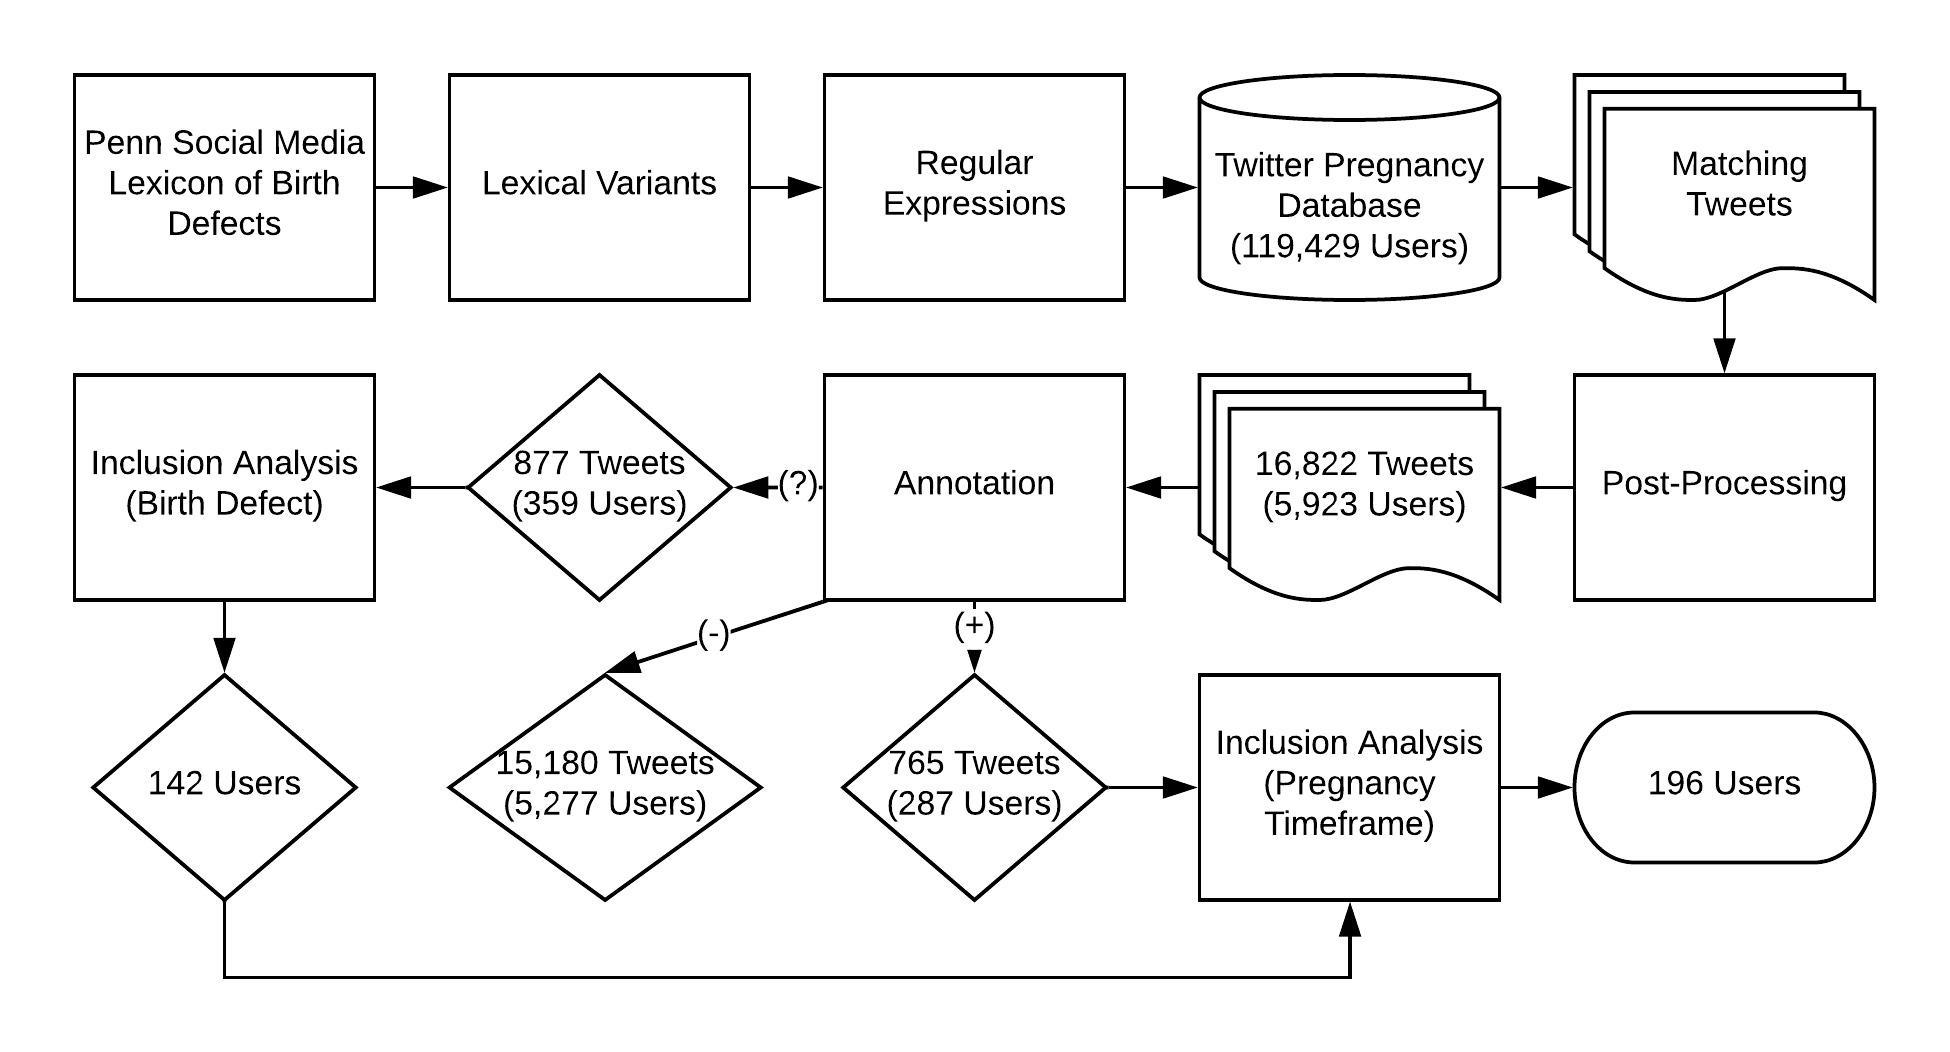 Penn Social Media
Lexicon of Birth
Defects
Lexical Variants
Regular
Expressions
Twitter Pregnancy
Database
(119,429 Users)
Matching
Tweets
Inclusion Analysis
(Birth Defect)
877 Tweets
(359 Users)
(?)
Annotation
16,822 Tweets
(5,923 Users)
Post-Processing
(-)
(+)
142 Users
15,180 Tweets
(5,277 Users)
765 Tweets
(287 Users)
Inclusion Analysis
(Pregnancy
Timeframe)
196 Users